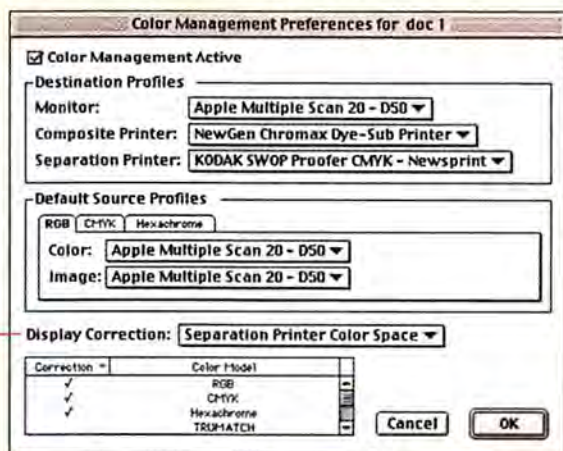 Color Management Preferences for doc 1
Color Management Active
Destination Profiles
Monitor: Apple Multiple Scan 20 - D50
Composite Printer: NewGen Chromax Dye-Sub Printer
Separation Printer: KODAK SWOP Proofer CMYK - Newsprint
Default Source Profiles
RGB CMYK Hexachrome
Color: Apple Multiple Scan 20 - D50
Image: Apple Multiple Scan 20 - D50
Display Correction: Separation Printer Color Space
Correction Color Model
✓ RGB
✓ CMYK
✓ Hexachrome
TRUMATCH
Cancel OK